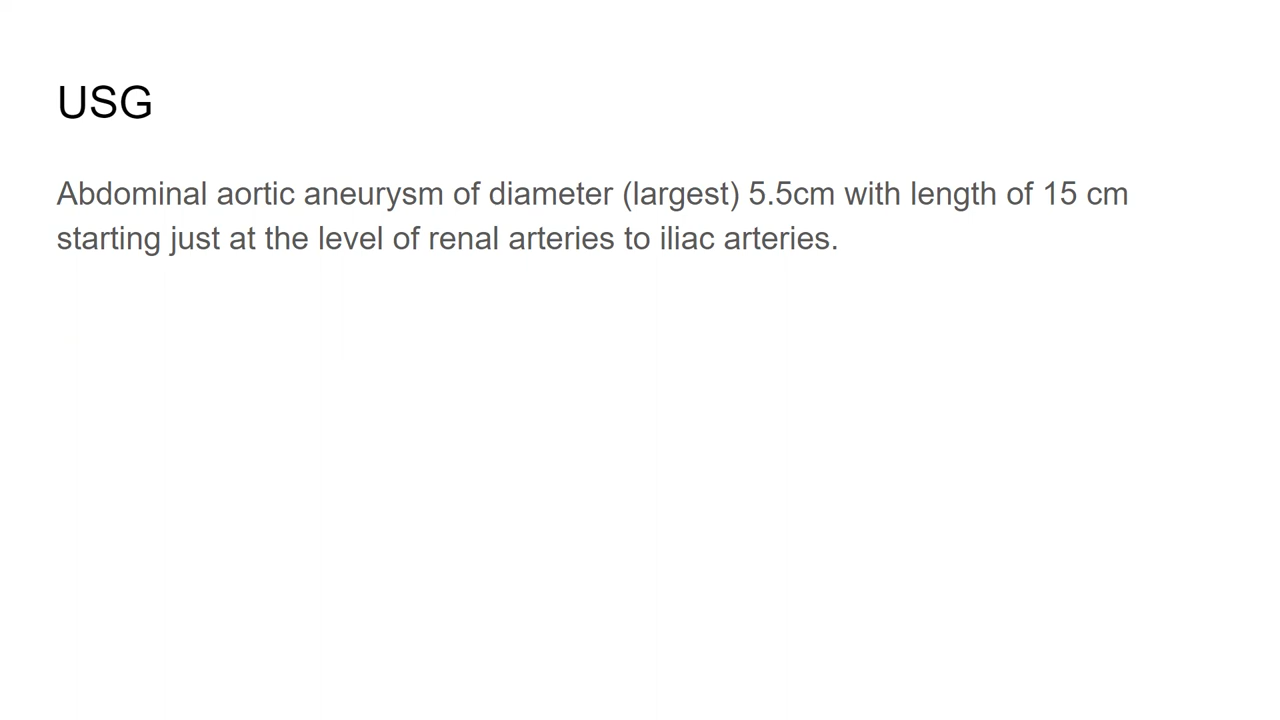 USG
Abdominal aortic aneurysm of diameter (largest) 5.5cm with length of 15 cm
starting just at the level of renal arteries to iliac arteries.